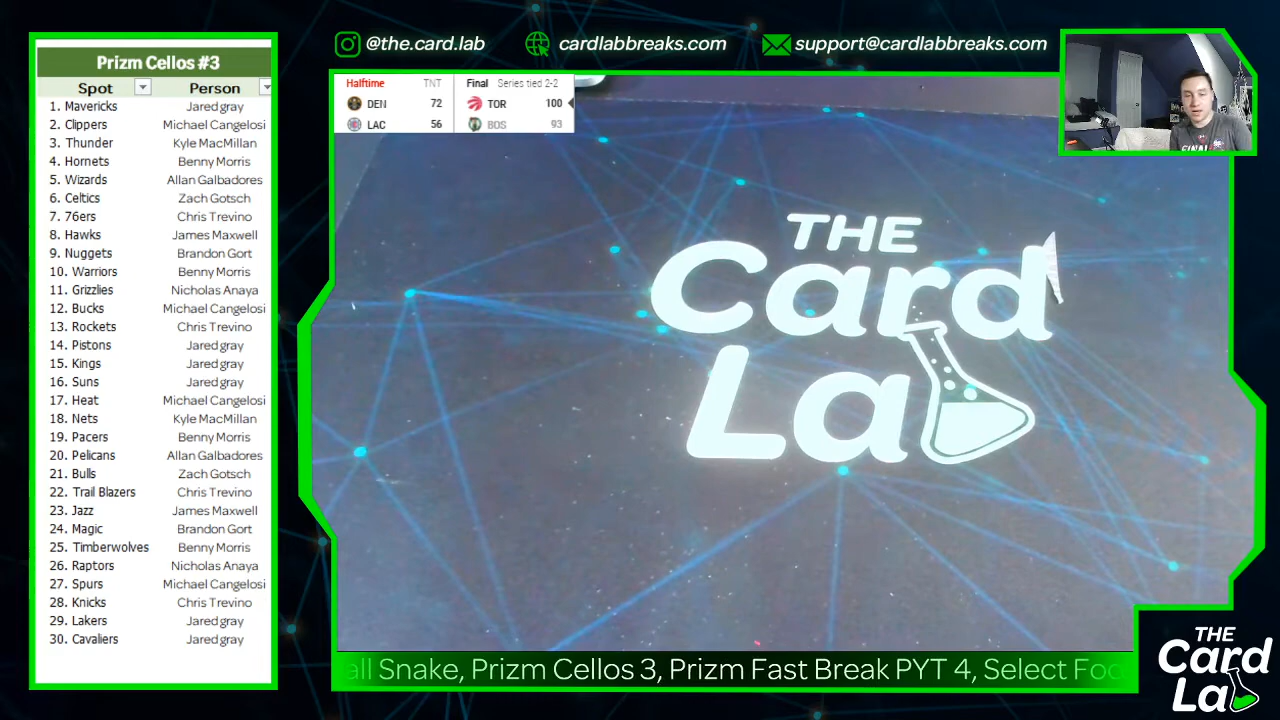 Prizm Cellos #3
Spot Person
1. Mavericks Jared gray
2. Clippers Michael Cangelosi
3. Thunder Kyle MacMillan
4. Hornets Benny Morris
5. Wizards Allan Galbadores
6. Celtics Zach Gotsch
7. 76ers Chris Trevino
8. Hawks James Maxwell
9. Nuggets Brandon Gort
10. Warriors Benny Morris
11. Grizzlies Nicholas Anaya
12. Bucks Michael Cangelosi
13. Rockets Chris Trevino
14. Pistons Jared gray
15. Kings Jared gray
16. Suns Jared gray
17. Heat Michael Cangelosi
18. Nets Kyle MacMillan
19. Pacers Benny Morris
20. Pelicans Allan Galbadores
21. Bulls Zach Gotsch
22. Trail Blazers Chris Trevino
23. Jazz James Maxwell
24. Magic Brandon Gort
25. Timberwolves Benny Morris
26. Raptors Nicholas Anaya
27. Spurs Michael Cangelosi
28. Knicks Chris Trevino
29. Lakers Jared gray
30. Cavaliers Jared gray
@the.card.lab cardlabbreaks.com support@cardlabbreaks.com
Halftime TNT
DEN 72
LAC 56
Final Series tied 2-2
TOR 100
BOS 93
THE
Card
Lab
all Snake, Prizm Cellos 3, Prizm Fast Break PYT 4, Select Foo
THE
Card
Lab